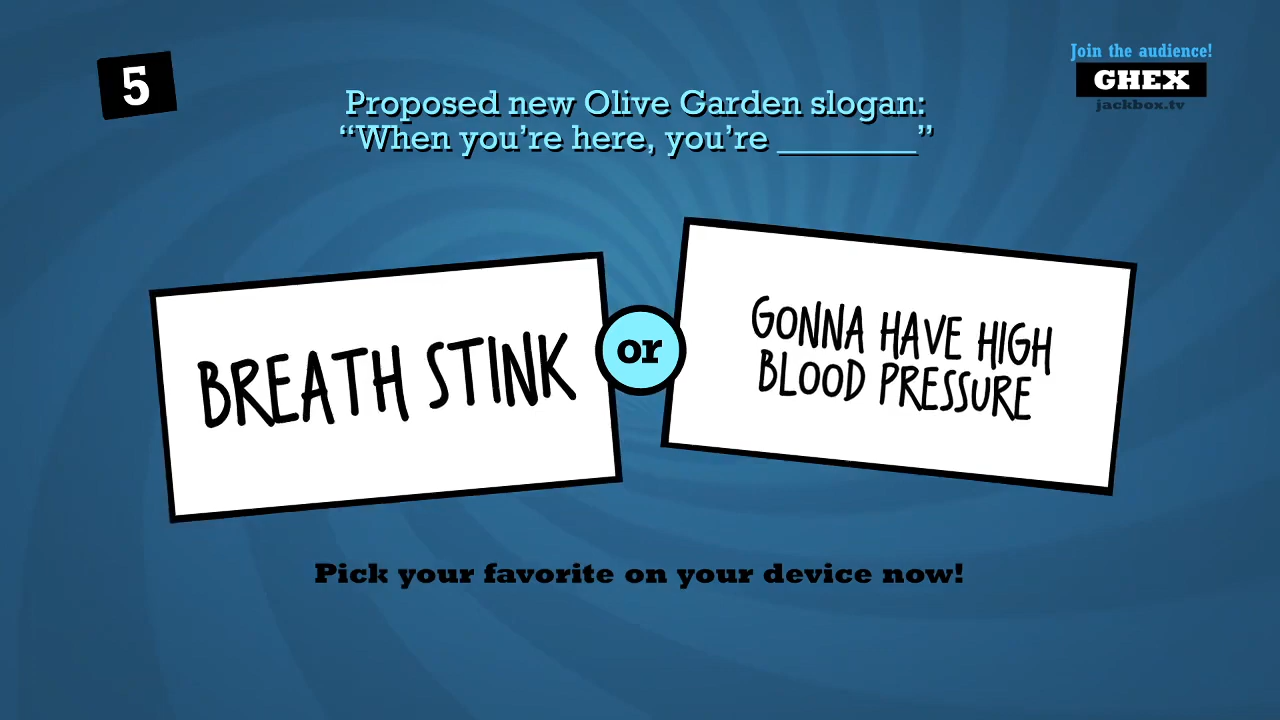 5
Join the audience!
GHEX
jackbox.tv
Proposed new Olive Garden slogan:
“When you’re here, you’re ________”
BREATH STINK
or
GONNA HAVE HIGH
BLOOD PRESSURE
Pick your favorite on your device now!